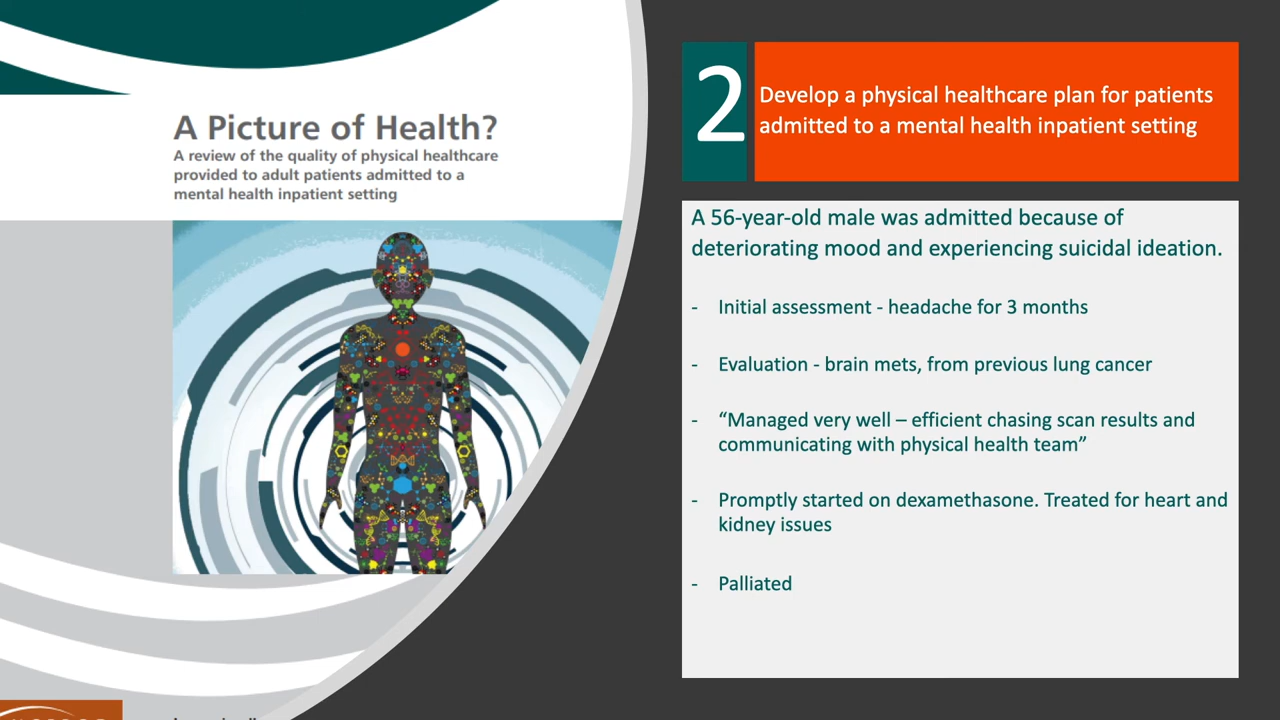 A Picture of Health?
A review of the quality of physical healthcare
provided to adult patients admitted to a
mental health inpatient setting
2
Develop a physical healthcare plan for patients
admitted to a mental health inpatient setting
A 56-year-old male was admitted because of
deteriorating mood and experiencing suicidal ideation.
- Initial assessment - headache for 3 months
- Evaluation - brain mets, from previous lung cancer
- “Managed very well – efficient chasing scan results and
communicating with physical health team”
- Promptly started on dexamethasone. Treated for heart and
kidney issues
- Palliated